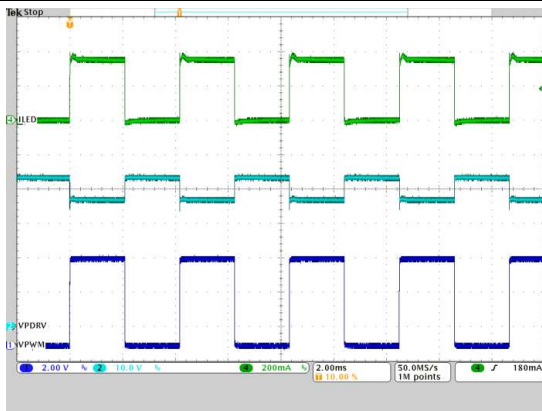 Tek Stop
T
4 ILED
2 VPDRV
1 VPWM
1 2.00 V 2 10.0 V 4 200mA 2.00ms 50.0MS/s 4 180mA
T 10.00 % 1M points